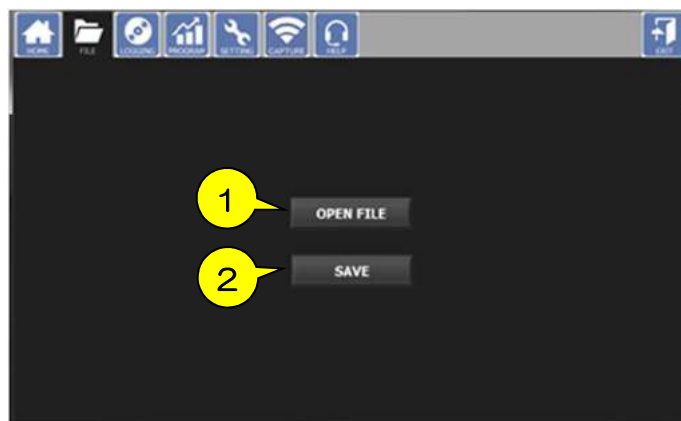 HOME FILE LOGGING PROGRAM SETTING CAPTURE HELP EXIT
1 OPEN FILE
2 SAVE